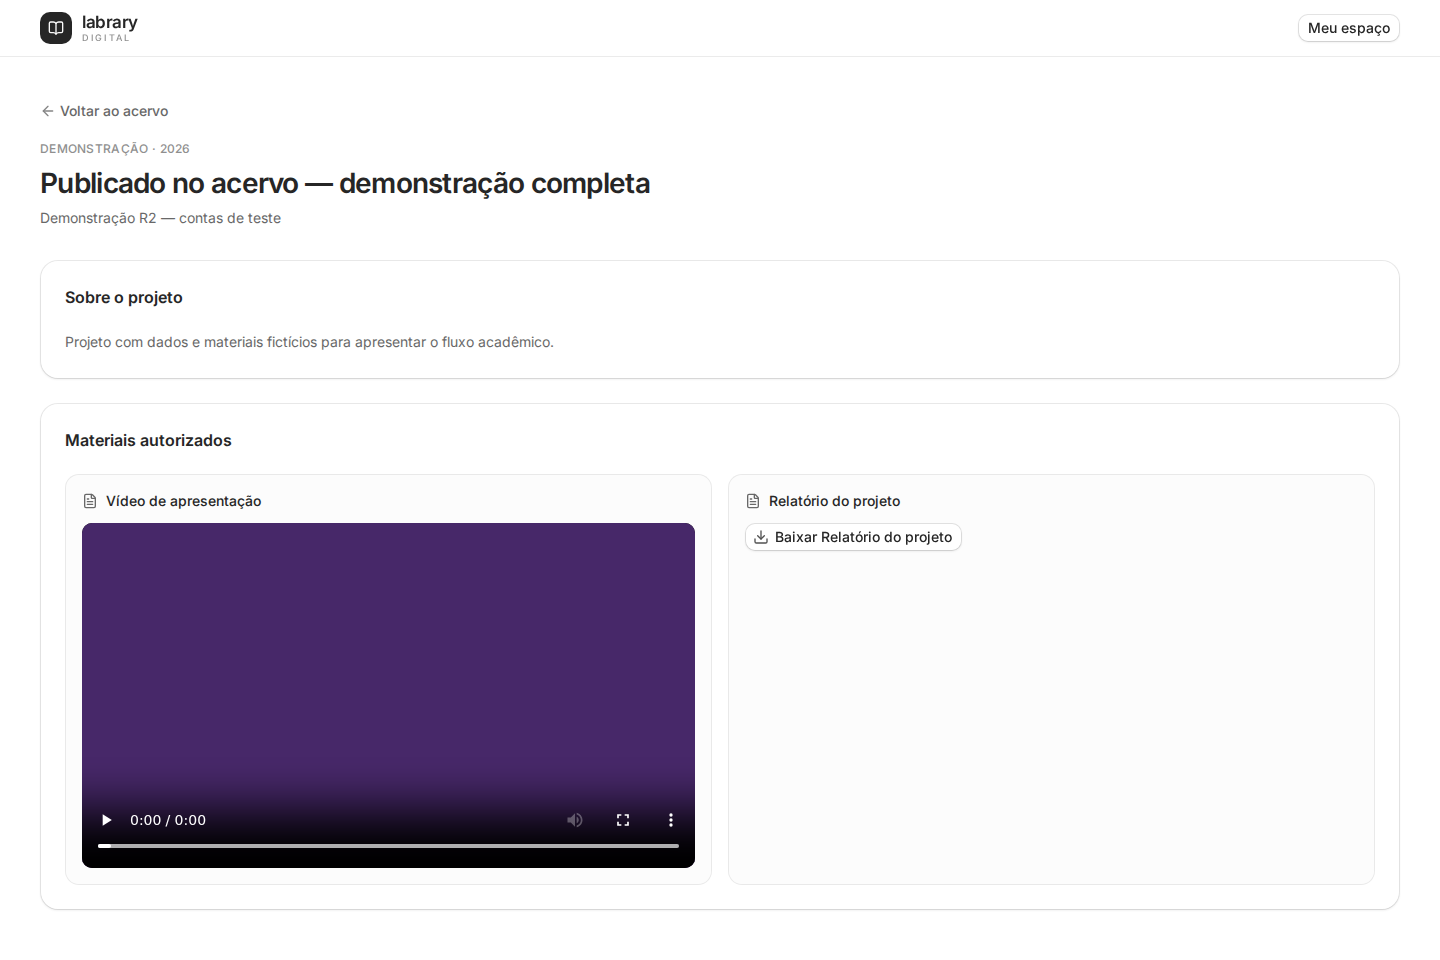 labrary
DIGITAL
Meu espaço
Voltar ao acervo
DEMONSTRAÇÃO · 2026
Publicado no acervo — demonstração completa
Demonstração R2 — contas de teste
Sobre o projeto
Projeto com dados e materiais fictícios para apresentar o fluxo acadêmico.
Materiais autorizados
Vídeo de apresentação
0:00 / 0:00
Relatório do projeto
Baixar Relatório do projeto